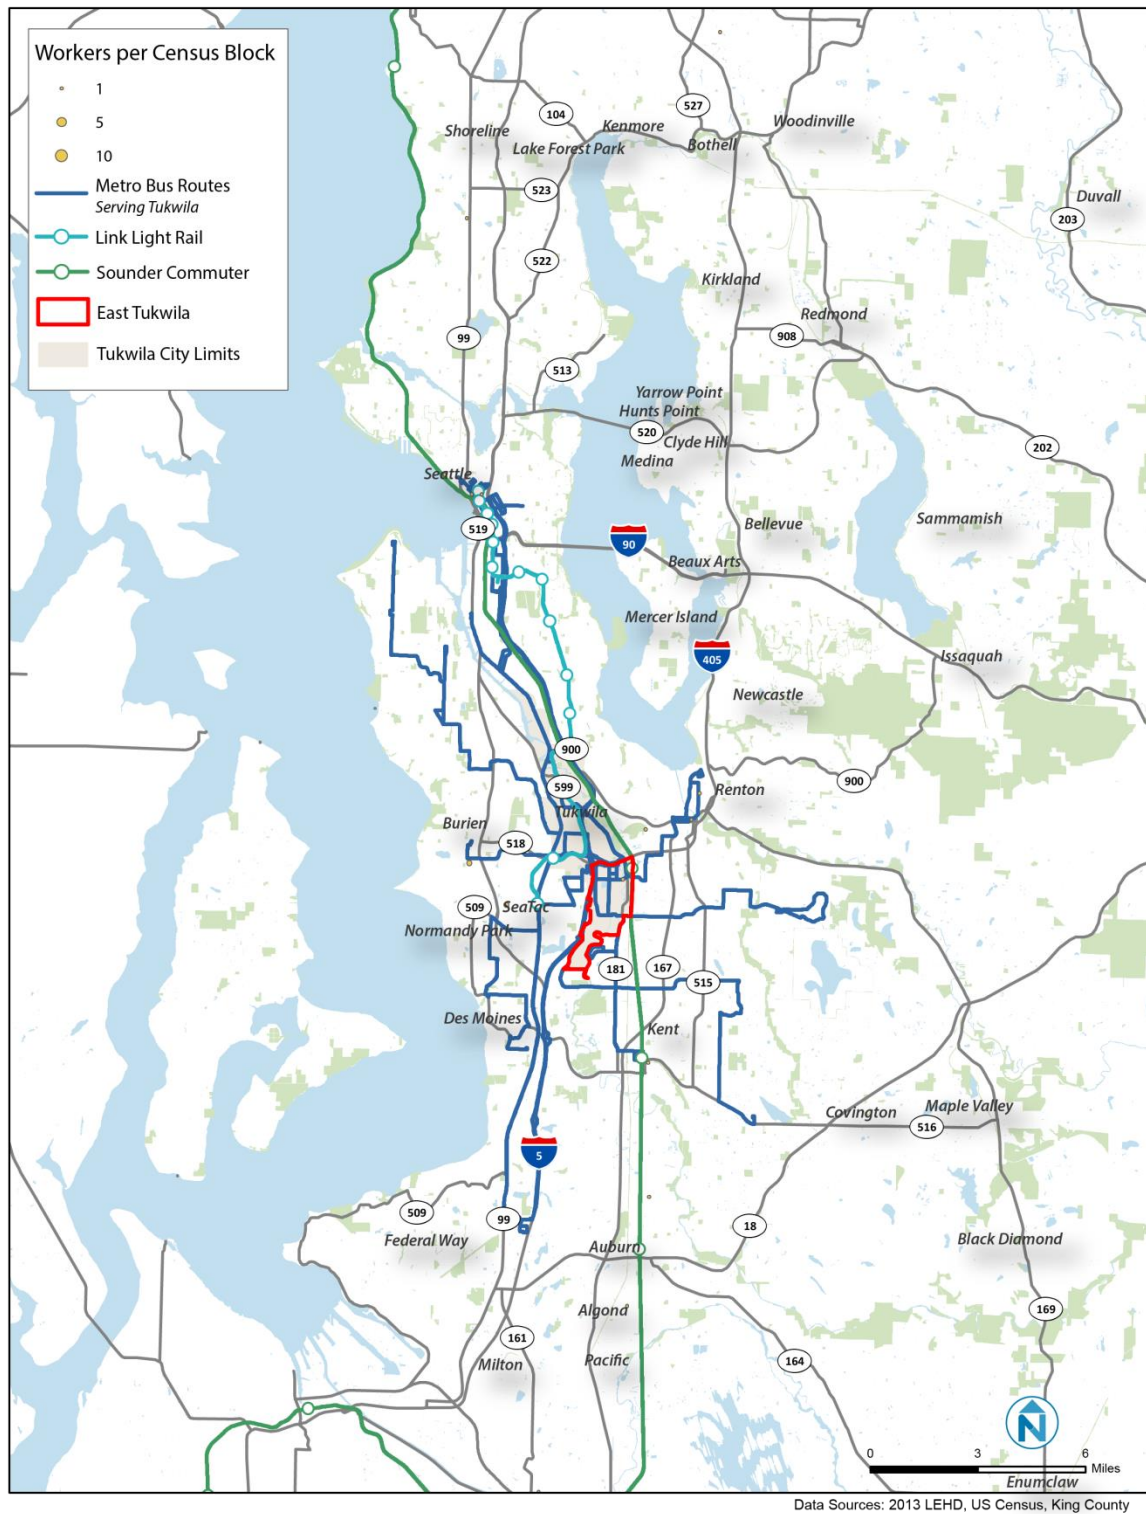 Workers per Census Block
1
5
10
Metro Bus Routes
Serving Tukwila
Link Light Rail
Sounder Commuter
East Tukwila
Tukwila City Limits
527
104
Kenmore
Woodinville
Shoreline
Lake Forest Park
Bothell
523
Duvall
203
522
Kirkland
Redmond
99
908
513
Yarrow Point
Hunts Point
520
Clyde Hill
202
Medina
Seattle
519
Bellevue
Sammamish
90
Beaux Arts
Mercer Island
405
Issaquah
Newcastle
900
599
900
Renton
Tukwila
Burien
518
509
SeaTac
Normandy Park
181
167
515
Des Moines
Kent
Covington
Maple Valley
516
5
509
99
18
Federal Way
Auburn
Black Diamond
Algona
169
161
Milton
Pacific
164
N
0
3
6
Miles
Enumclaw
Data Sources: 2013 LEHD, US Census, King County